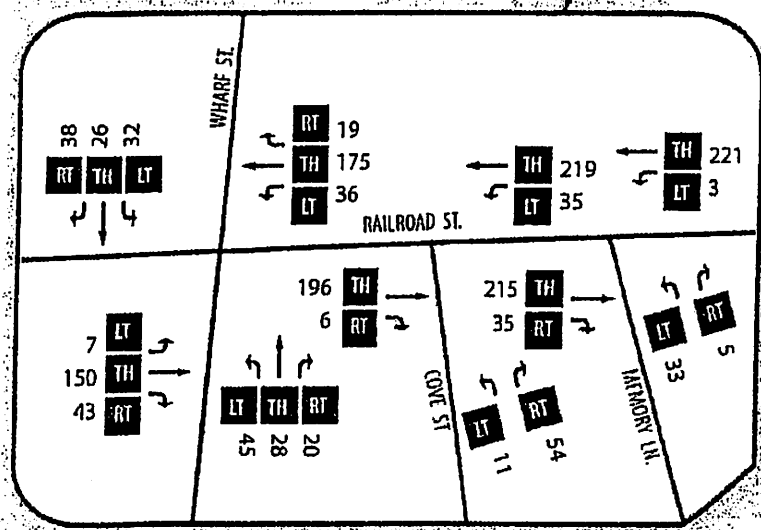 WHARF ST.
38 26 32
RT TH LT
RT 19
TH 175
LT 36
TH 219
LT 35
TH 221
LT 3
RAILROAD ST.
LT 7
TH 150
RT 43
LT TH RT
45 28 20
196 TH
6 RT
COVE ST
215 TH
35 RT
LT RT
11 54
MEMORY LN.
LT RT
33 5